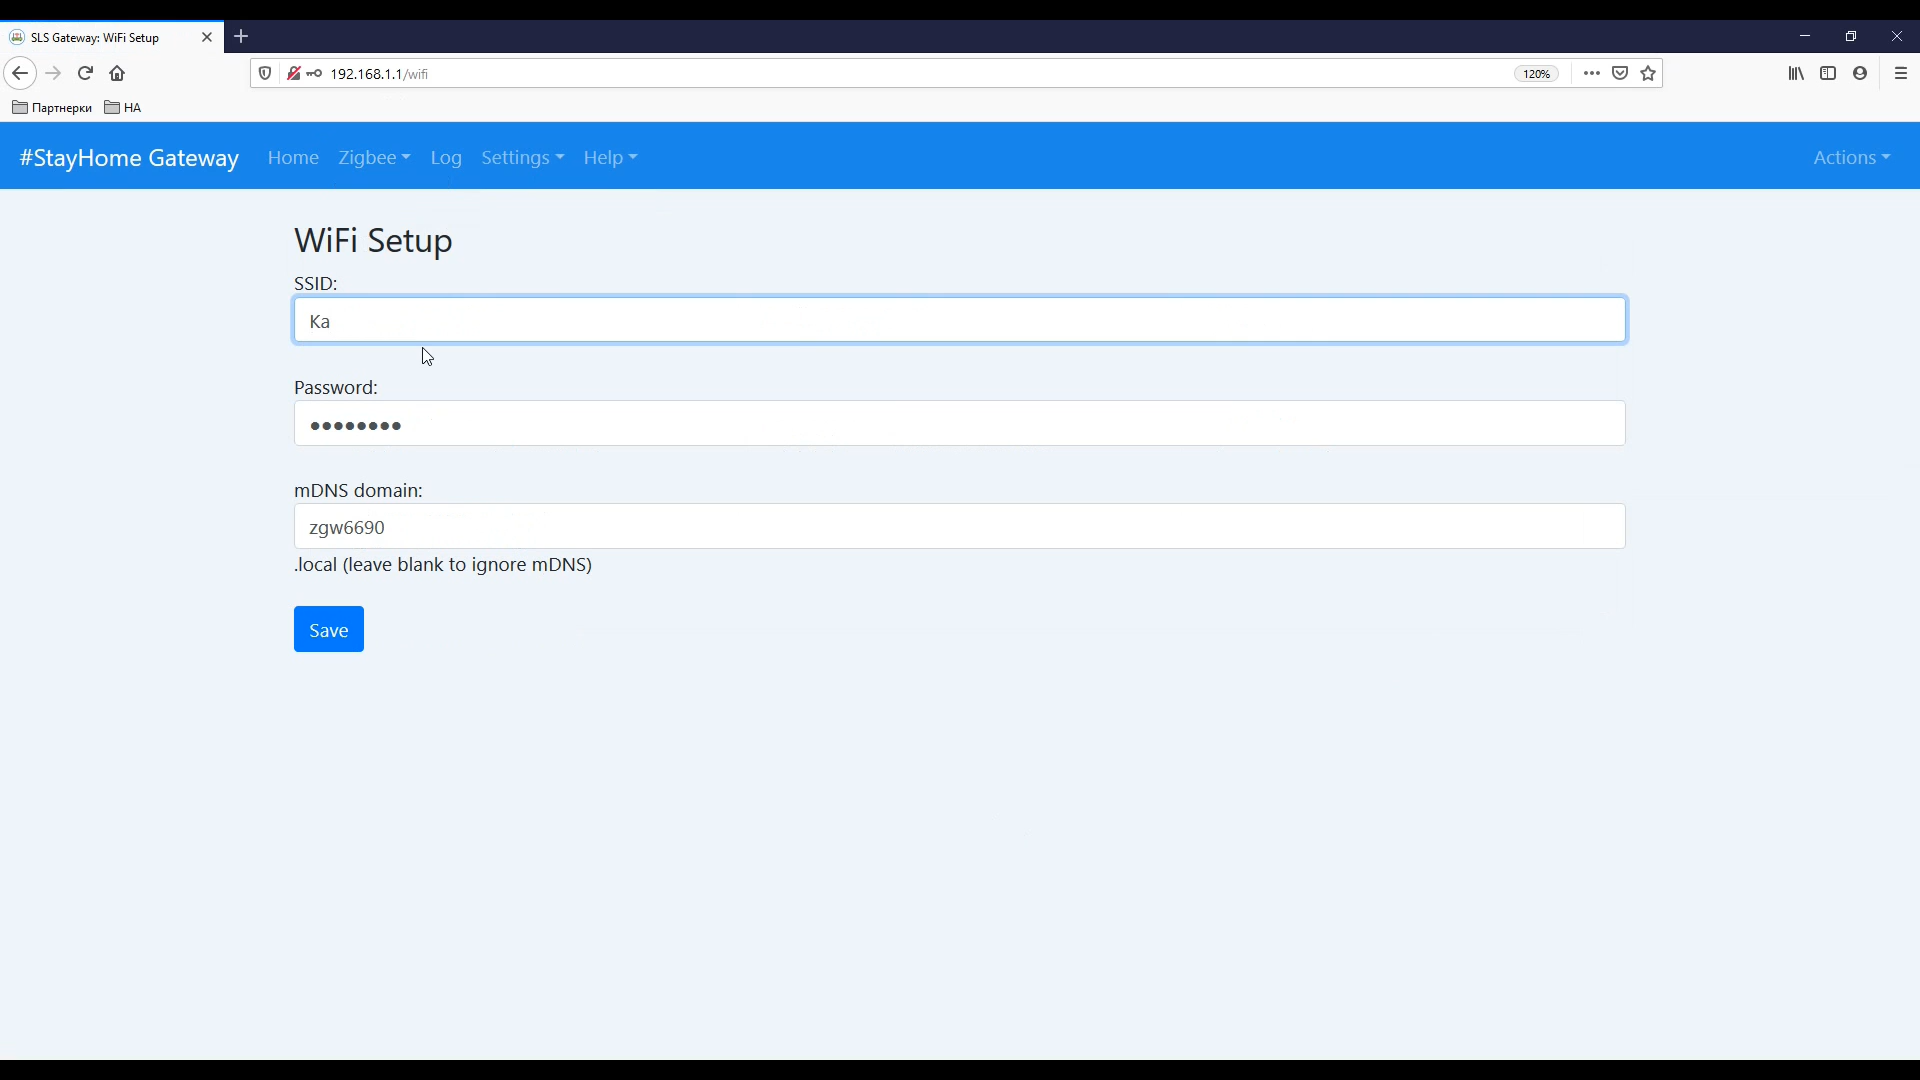 SLS Gateway: WiFi Setup
192.168.1.1/wifi
120%
Партнерки HA
#StayHome Gateway Home Zigbee Log Settings Help Actions
WiFi Setup
SSID:
Ka
Password:
mDNS domain:
zgw6690
.local (leave blank to ignore mDNS)
Save